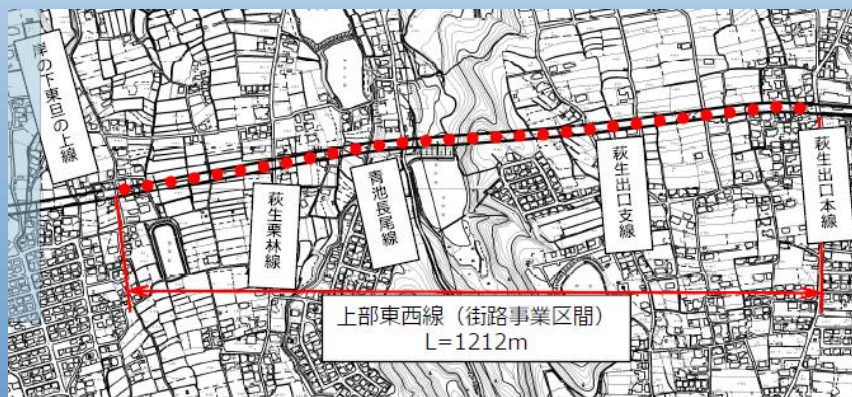 岸の下東旦の上線
萩生栗林線
青池長尾線
萩生出口支線
萩生出口本線
上部東西線（街路事業区間）
L=1212m